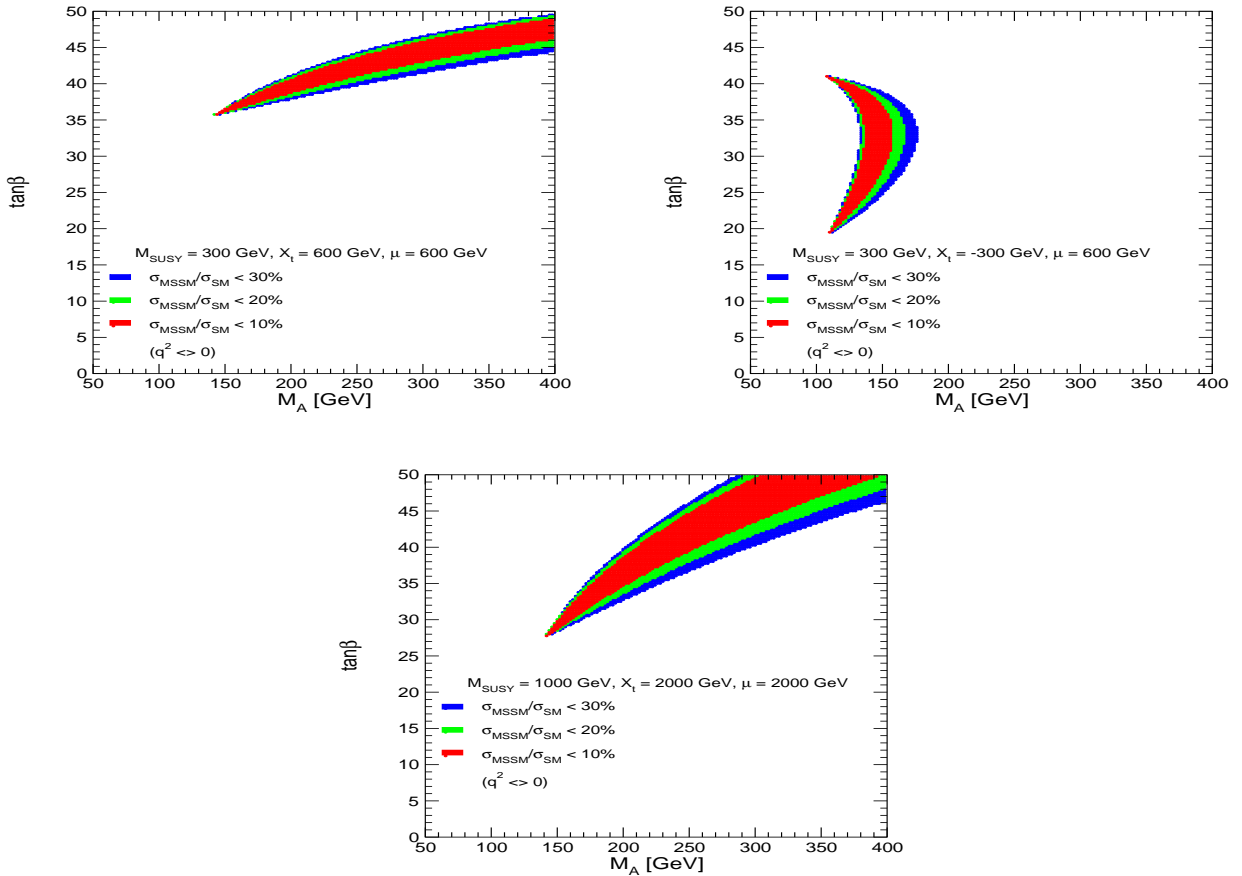 50
45
40
35
30
25
20
15
10
5
0
tanβ
M_SUSY = 300 GeV, X_t = 600 GeV, μ = 600 GeV
σ_MSSM/σ_SM < 30%
σ_MSSM/σ_SM < 20%
σ_MSSM/σ_SM < 10%
(q² <> 0)
50 100 150 200 250 300 350 400
M_A [GeV]
50
45
40
35
30
25
20
15
10
5
0
tanβ
M_SUSY = 300 GeV, X_t = -300 GeV, μ = 600 GeV
σ_MSSM/σ_SM < 30%
σ_MSSM/σ_SM < 20%
σ_MSSM/σ_SM < 10%
(q² <> 0)
50 100 150 200 250 300 350 400
M_A [GeV]
50
45
40
35
30
25
20
15
10
5
0
tanβ
M_SUSY = 1000 GeV, X_t = 2000 GeV, μ = 2000 GeV
σ_MSSM/σ_SM < 30%
σ_MSSM/σ_SM < 20%
σ_MSSM/σ_SM < 10%
(q² <> 0)
50 100 150 200 250 300 350 400
M_A [GeV]